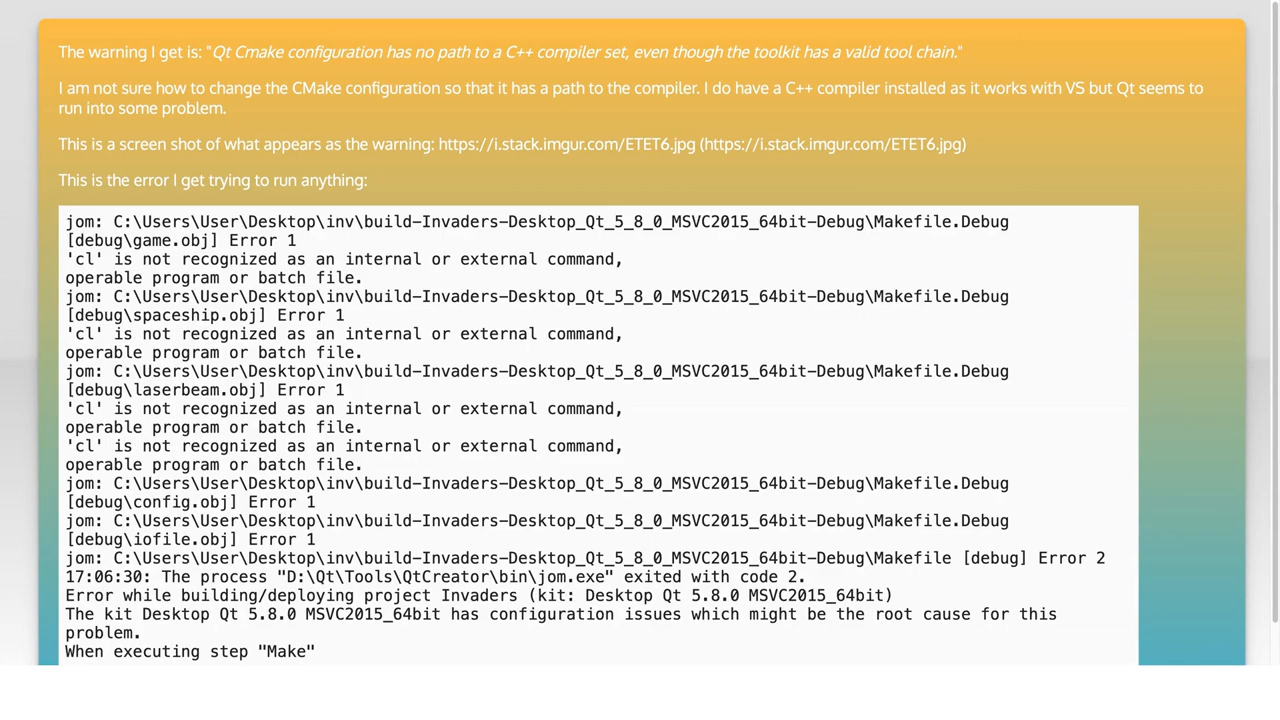 The warning I get is: "Qt Cmake configuration has no path to a C++ compiler set, even though the toolkit has a valid tool chain."
I am not sure how to change the CMake configuration so that it has a path to the compiler. I do have a C++ compiler installed as it works with VS but Qt seems to
run into some problem.
This is a screen shot of what appears as the warning: https://i.stack.imgur.com/ETET6.jpg (https://i.stack.imgur.com/ETET6.jpg)
This is the error I get trying to run anything:
jom: C:\Users\User\Desktop\inv\build-Invaders-Desktop_Qt_5_8_0_MSVC2015_64bit-Debug\Makefile.Debug
[debug\game.obj] Error 1
'cl' is not recognized as an internal or external command,
operable program or batch file.
jom: C:\Users\User\Desktop\inv\build-Invaders-Desktop_Qt_5_8_0_MSVC2015_64bit-Debug\Makefile.Debug
[debug\spaceship.obj] Error 1
'cl' is not recognized as an internal or external command,
operable program or batch file.
jom: C:\Users\User\Desktop\inv\build-Invaders-Desktop_Qt_5_8_0_MSVC2015_64bit-Debug\Makefile.Debug
[debug\laserbeam.obj] Error 1
'cl' is not recognized as an internal or external command,
operable program or batch file.
'cl' is not recognized as an internal or external command,
operable program or batch file.
jom: C:\Users\User\Desktop\inv\build-Invaders-Desktop_Qt_5_8_0_MSVC2015_64bit-Debug\Makefile.Debug
[debug\config.obj] Error 1
jom: C:\Users\User\Desktop\inv\build-Invaders-Desktop_Qt_5_8_0_MSVC2015_64bit-Debug\Makefile.Debug
[debug\iofile.obj] Error 1
jom: C:\Users\User\Desktop\inv\build-Invaders-Desktop_Qt_5_8_0_MSVC2015_64bit-Debug\Makefile [debug] Error 2
17:06:30: The process "D:\Qt\Tools\QtCreator\bin\jom.exe" exited with code 2.
Error while building/deploying project Invaders (kit: Desktop Qt 5.8.0 MSVC2015_64bit)
The kit Desktop Qt 5.8.0 MSVC2015_64bit has configuration issues which might be the root cause for this
problem.
When executing step "Make"